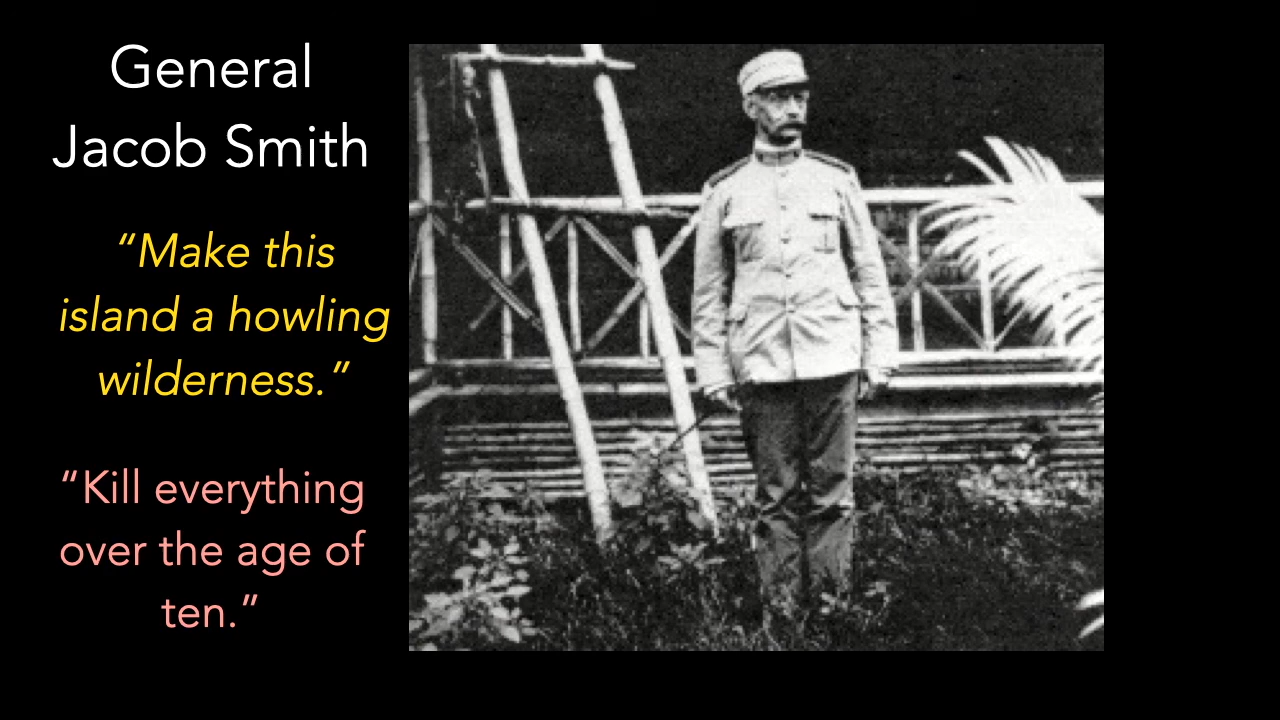 General
Jacob Smith
“Make this
island a howling
wilderness.”
“Kill everything
over the age of
ten.”